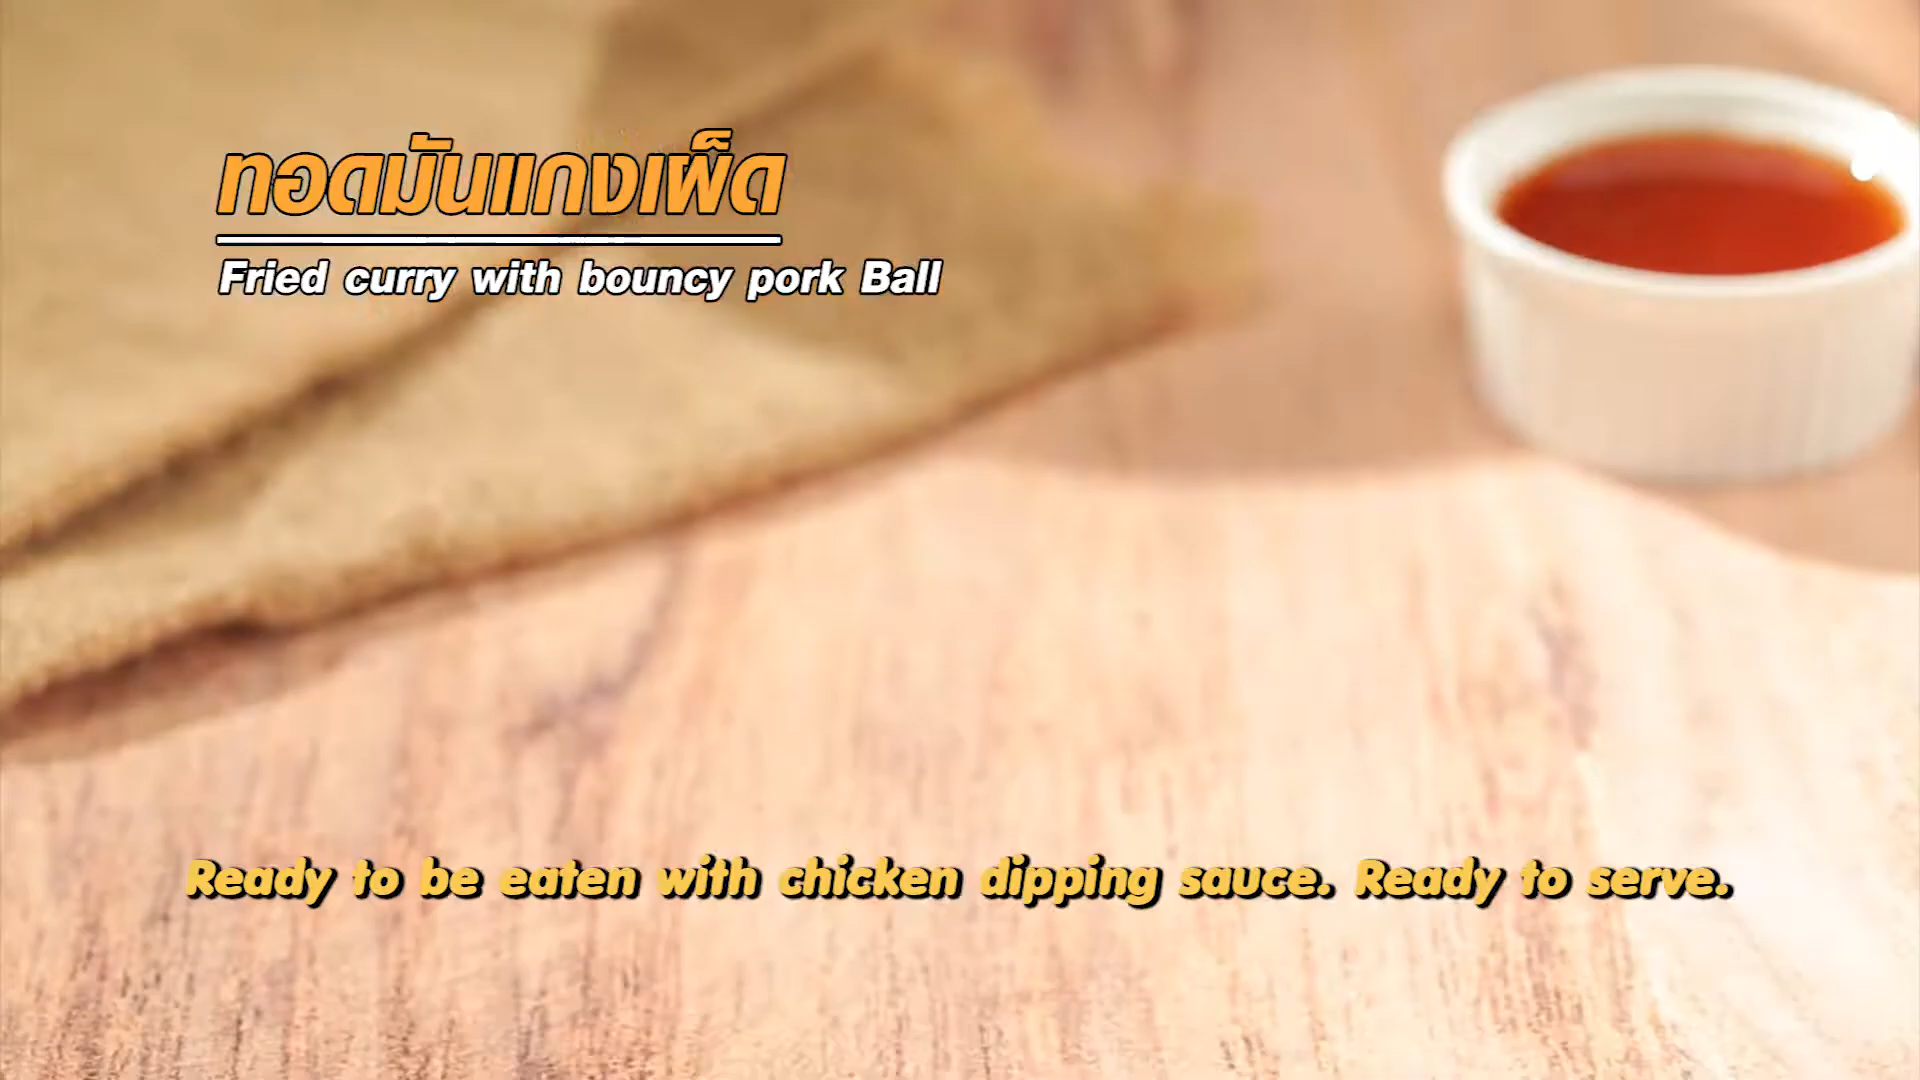 ทอดมันแกงเผ็ด
Fried curry with bouncy pork Ball
Ready to be eaten with chicken dipping sauce. Ready to serve.